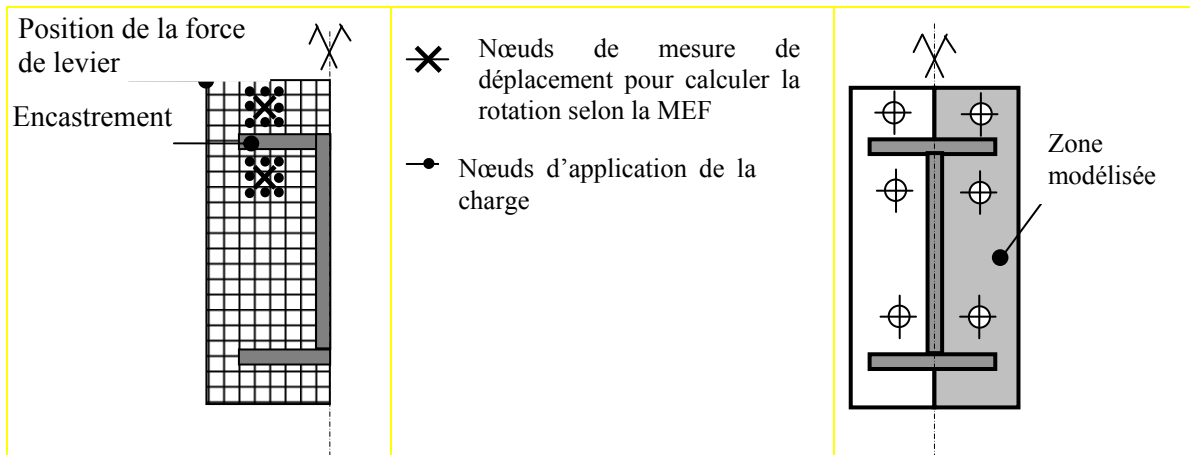 Position de la force
de levier
Encastrement
Nœuds de mesure de
déplacement pour calculer la
rotation selon la MEF
Nœuds d'application de la
charge
Zone
modélisée